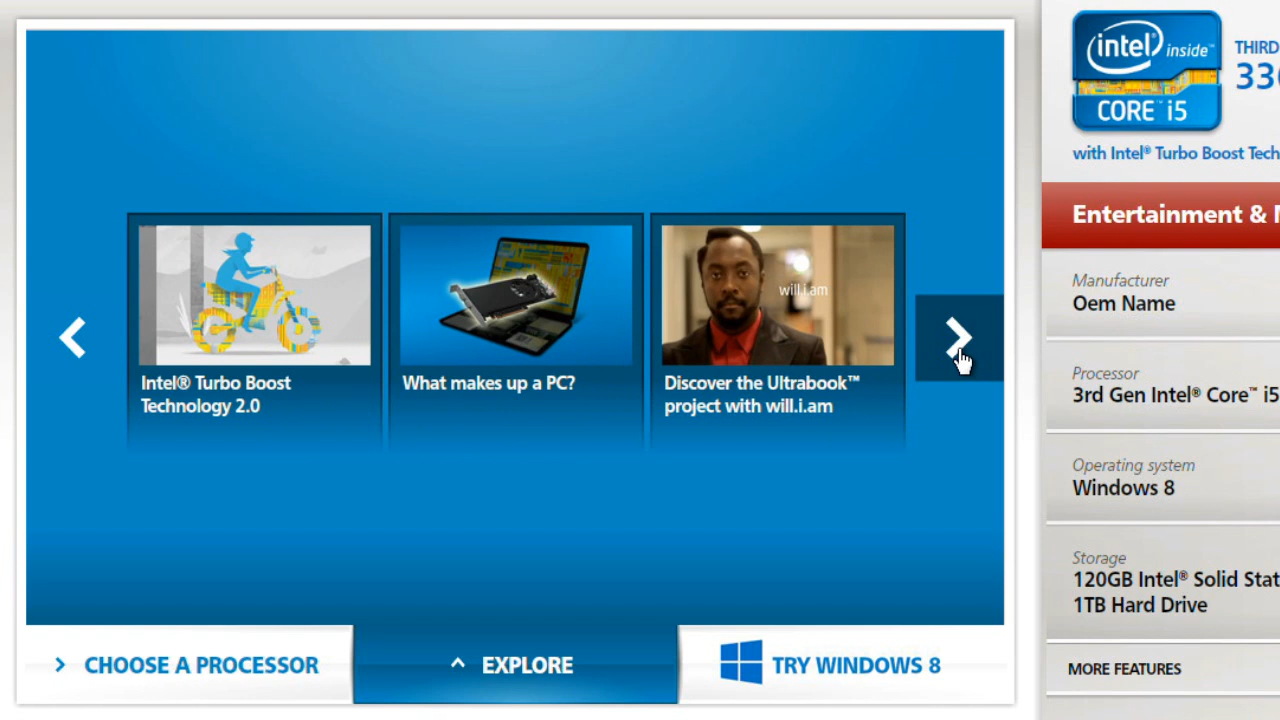 intel® inside™
CORE™ i5
THIRD
with Intel® Turbo Boost Tech
Entertainment &
Manufacturer
Oem Name
Processor
3rd Gen Intel® Core™ i5
Operating system
Windows 8
Storage
120GB Intel® Solid Stat
1TB Hard Drive
MORE FEATURES
will.i.am
Intel® Turbo Boost
Technology 2.0
What makes up a PC?
Discover the Ultrabook™
project with will.i.am
CHOOSE A PROCESSOR
EXPLORE
TRY WINDOWS 8